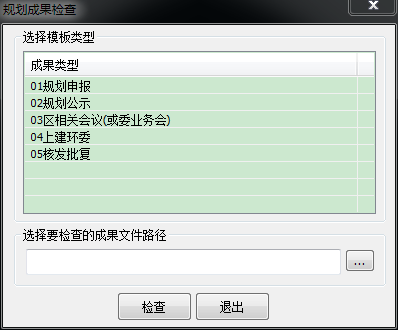 规划成果检查
选择模板类型
成果类型
01规划申报
02规划公示
03区相关会议(或委业务会)
04上建环委
05核发批复
选择要检查的成果文件路径
...
检查
退出